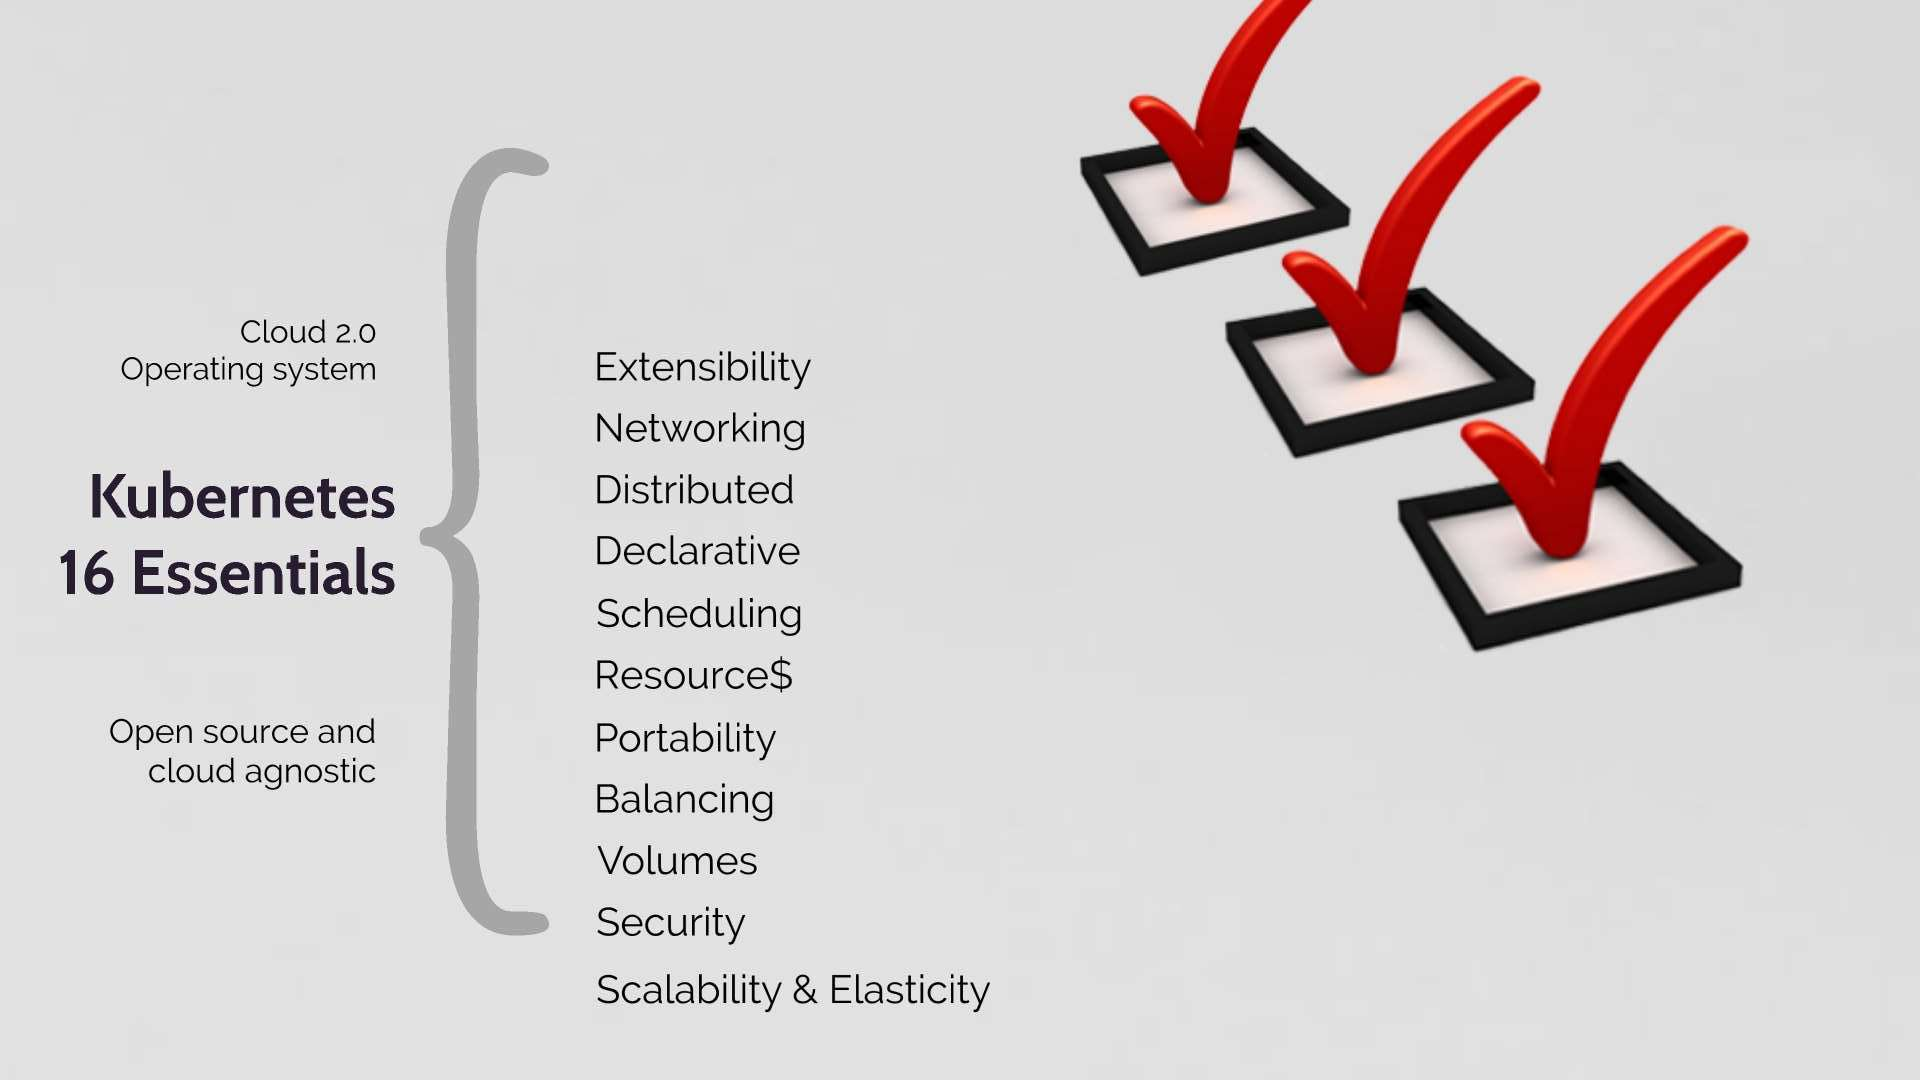 Cloud 2.0
Operating system
Kubernetes
16 Essentials
Open source and
cloud agnostic
Extensibility
Networking
Distributed
Declarative
Scheduling
Resource$
Portability
Balancing
Volumes
Security
Scalability & Elasticity